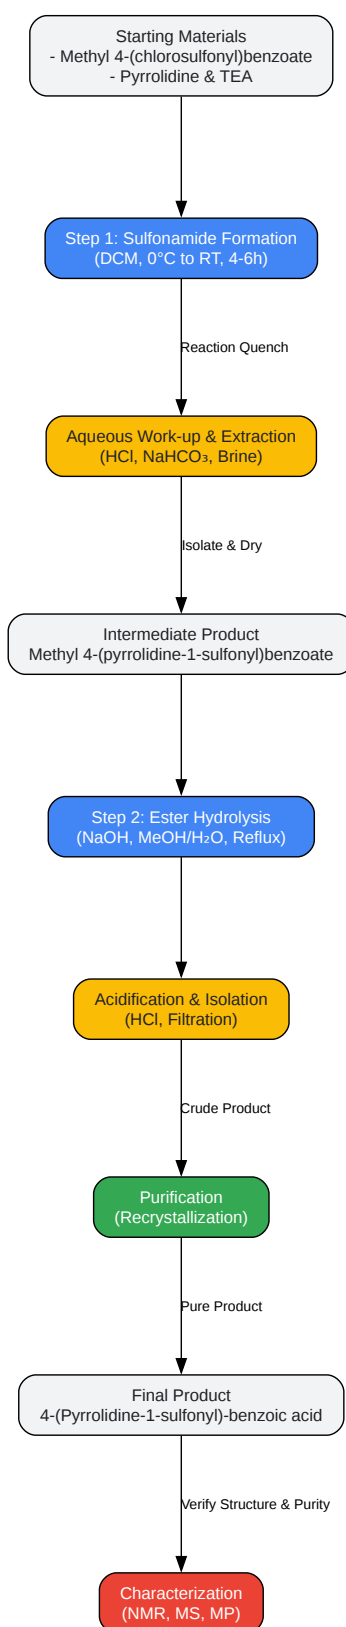 Starting Materials
- Methyl 4-(chlorosulfonyl)benzoate
- Pyrrolidine & TEA
Step 1: Sulfonamide Formation
(DCM, 0°C to RT, 4-6h)
Reaction Quench
Aqueous Work-up & Extraction
(HCl, NaHCO₃, Brine)
Isolate & Dry
Intermediate Product
Methyl 4-(pyrrolidine-1-sulfonyl)benzoate
Step 2: Ester Hydrolysis
(NaOH, MeOH/H₂O, Reflux)
Acidification & Isolation
(HCl, Filtration)
Crude Product
Purification
(Recrystallization)
Pure Product
Final Product
4-(Pyrrolidine-1-sulfonyl)-benzoic acid
Verify Structure & Purity
Characterization
(NMR, MS, MP)